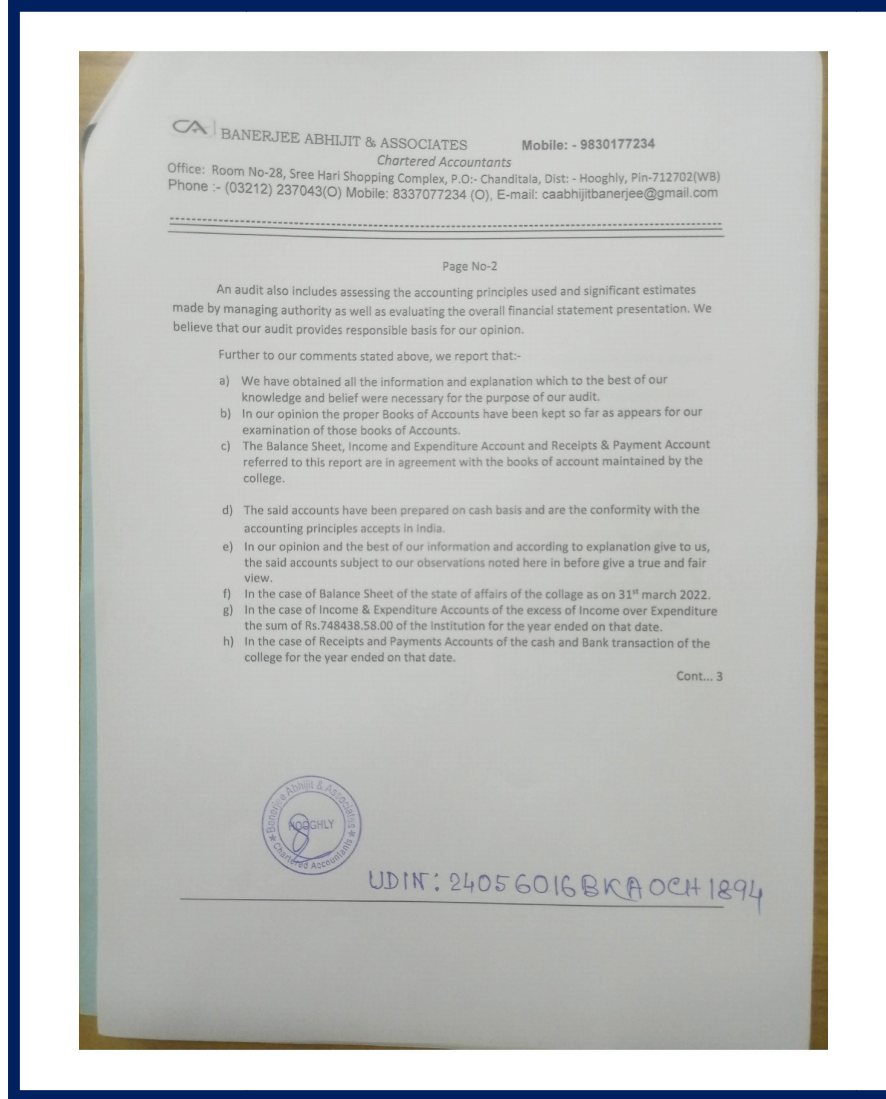 CA BANERJEE ABHIJIT & ASSOCIATES Mobile: - 9830177234
Chartered Accountants
Office: Room No-28, Sree Hari Shopping Complex, P.O:- Chanditala, Dist: - Hooghly, Pin-712702(WB)
Phone :- (03212) 237043(O) Mobile: 8337077234 (O), E-mail: caabhijitbanerjee@gmail.com
Page No-2
An audit also includes assessing the accounting principles used and significant estimates
made by managing authority as well as evaluating the overall financial statement presentation. We
believe that our audit provides responsible basis for our opinion.
Further to our comments stated above, we report that:-
a) We have obtained all the information and explanation which to the best of our
knowledge and belief were necessary for the purpose of our audit.
b) In our opinion the proper Books of Accounts have been kept so far as appears for our
examination of those books of Accounts.
c) The Balance Sheet, Income and Expenditure Account and Receipts & Payment Account
referred to this report are in agreement with the books of account maintained by the
college.
d) The said accounts have been prepared on cash basis and are the conformity with the
accounting principles accepts in India.
e) In our opinion and the best of our information and according to explanation give to us,
the said accounts subject to our observations noted here in before give a true and fair
view.
f) In the case of Balance Sheet of the state of affairs of the collage as on 31st march 2022.
g) In the case of Income & Expenditure Accounts of the excess of Income over Expenditure
the sum of Rs.748438.58.00 of the Institution for the year ended on that date.
h) In the case of Receipts and Payments Accounts of the cash and Bank transaction of the
college for the year ended on that date.
Cont... 3
Banerjee Abhijit & Associates
HOOGHLY
★ Chartered Accountants ★
UDIN: 24056016BKAOCH1894